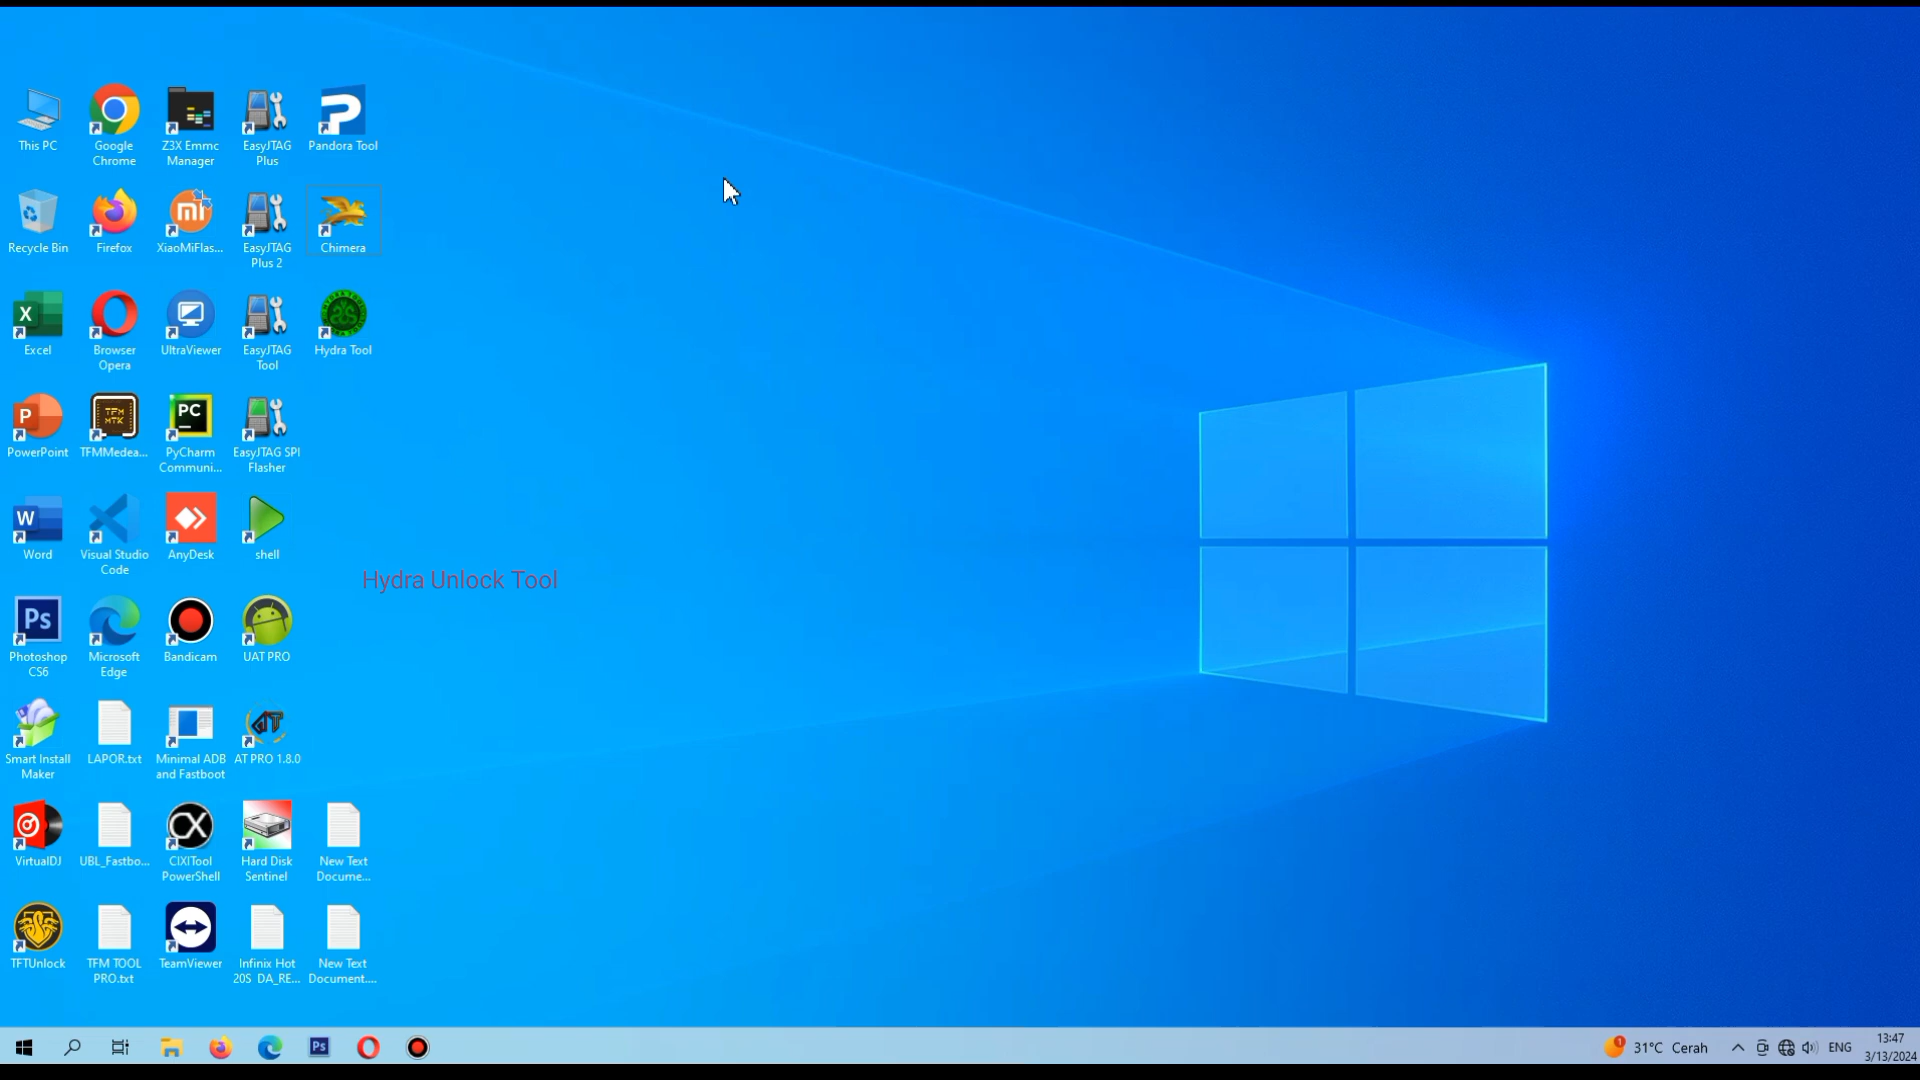 This PC
Google
Chrome
Z3X Emmc
Manager
EasyJTAG
Plus
Pandora Tool
Recycle Bin
Firefox
XiaoMiFlas...
EasyJTAG
Plus 2
Chimera
Excel
Browser
Opera
UltraViewer
EasyJTAG
Tool
Hydra Tool
PowerPoint
TFMMedea...
PyCharm
Communi...
EasyJTAG SPI
Flasher
Word
Visual Studio
Code
AnyDesk
shell
Hydra Unlock Tool
Photoshop
CS6
Microsoft
Edge
Bandicam
UAT PRO
Smart Install
Maker
LAPOR.txt
Minimal ADB
and Fastboot
AT PRO 1.8.0
VirtualDJ
UBL_Fastbo...
CIXITool
PowerShell
Hard Disk
Sentinel
New Text
Docume...
TFTUnlock
TFM TOOL
PRO.txt
TeamViewer
Infinix Hot
20S DA_RE...
New Text
Document....
31°C Cerah
ENG
13:47
3/13/2024